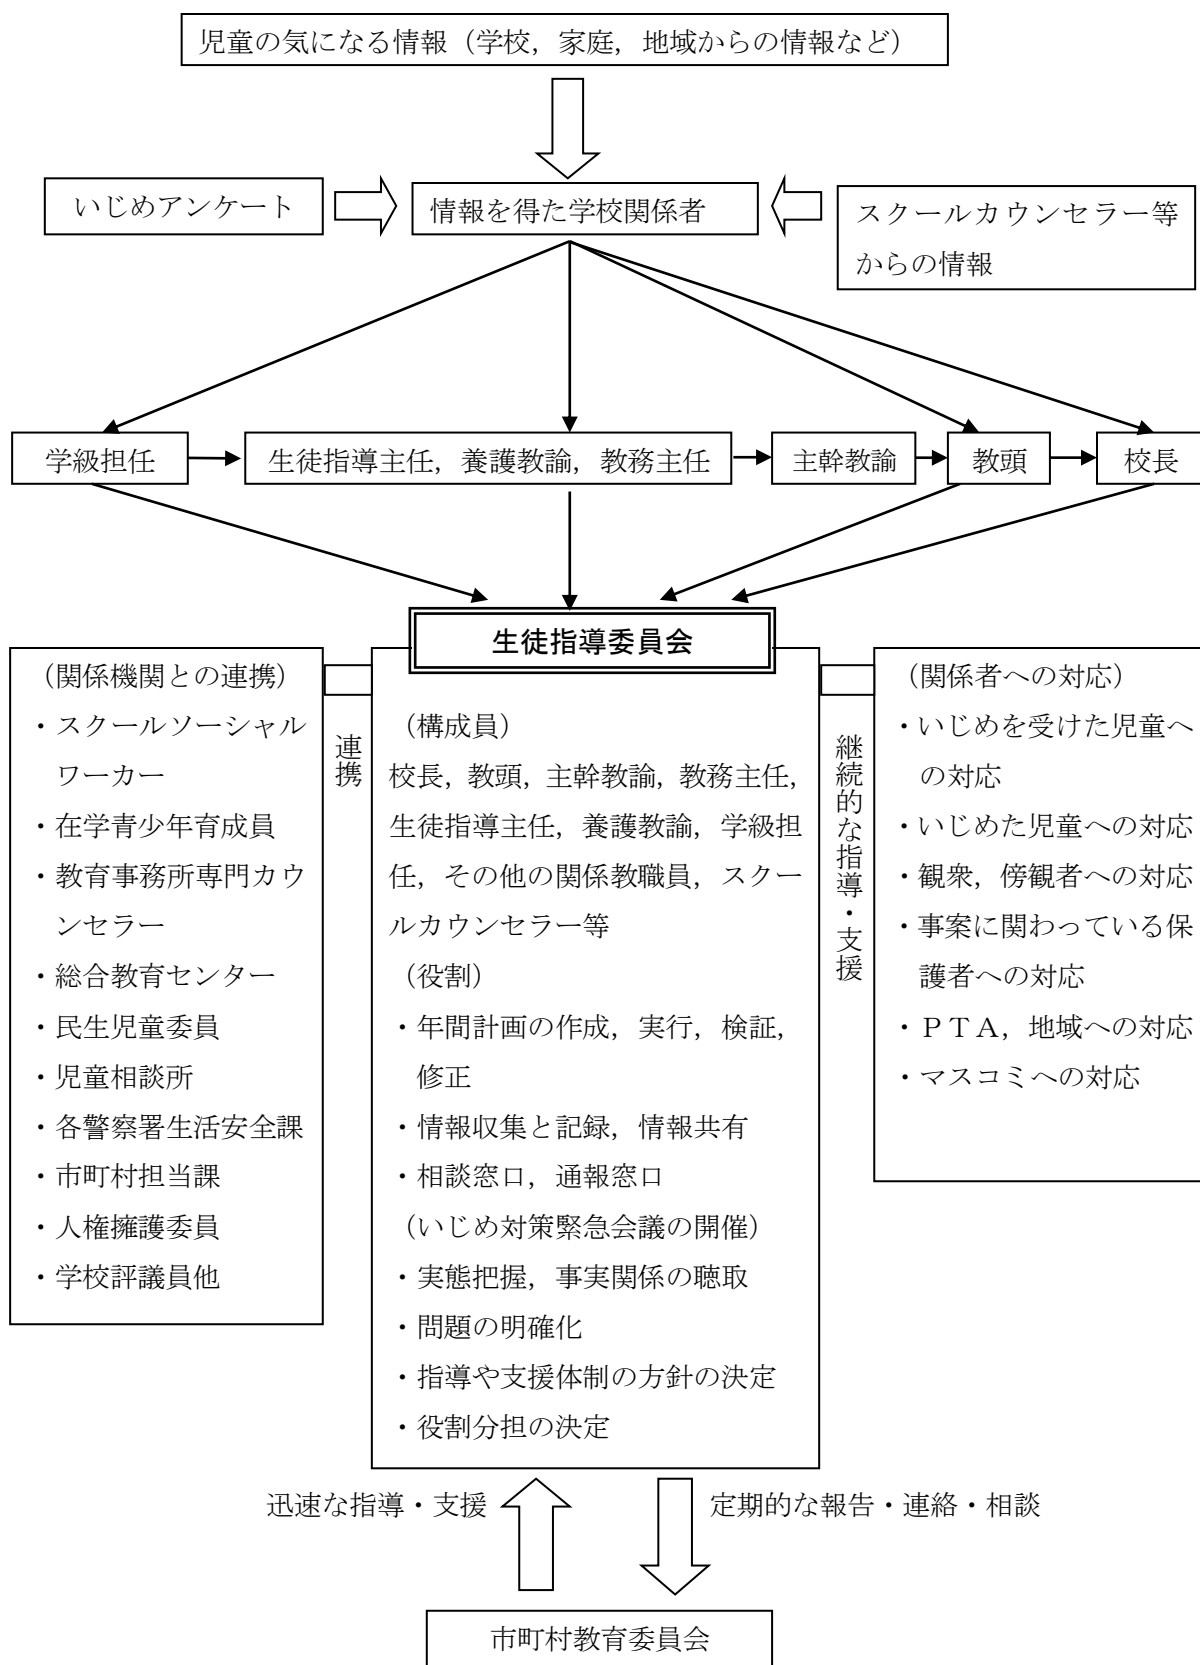 児童の気になる情報（学校，家庭，地域からの情報など）
いじめアンケート
情報を得た学校関係者
スクールカウンセラー等
からの情報
学級担任
生徒指導主任，養護教諭，教務主任
主幹教諭
教頭
校長
生徒指導委員会
（関係機関との連携）
・スクールソーシャル
ワーカー
・在学青少年育成員
・教育事務所専門カウ
ンセラー
・総合教育センター
・民生児童委員
・児童相談所
・各警察署生活安全課
・市町村担当課
・人権擁護委員
・学校評議員他
連携
（構成員）
校長，教頭，主幹教諭，教務主任，
生徒指導主任，養護教諭，学級担
任，その他の関係教職員，スクー
ルカウンセラー等
（役割）
・年間計画の作成，実行，検証，
修正
・情報収集と記録，情報共有
・相談窓口，通報窓口
（いじめ対策緊急会議の開催）
・実態把握，事実関係の聴取
・問題の明確化
・指導や支援体制の方針の決定
・役割分担の決定
継続的な指導・支援
（関係者への対応）
・いじめを受けた児童へ
の対応
・いじめた児童への対応
・観衆，傍観者への対応
・事案に関わっている保
護者への対応
・ＰＴＡ，地域への対応
・マスコミへの対応
迅速な指導・支援
定期的な報告・連絡・相談
市町村教育委員会